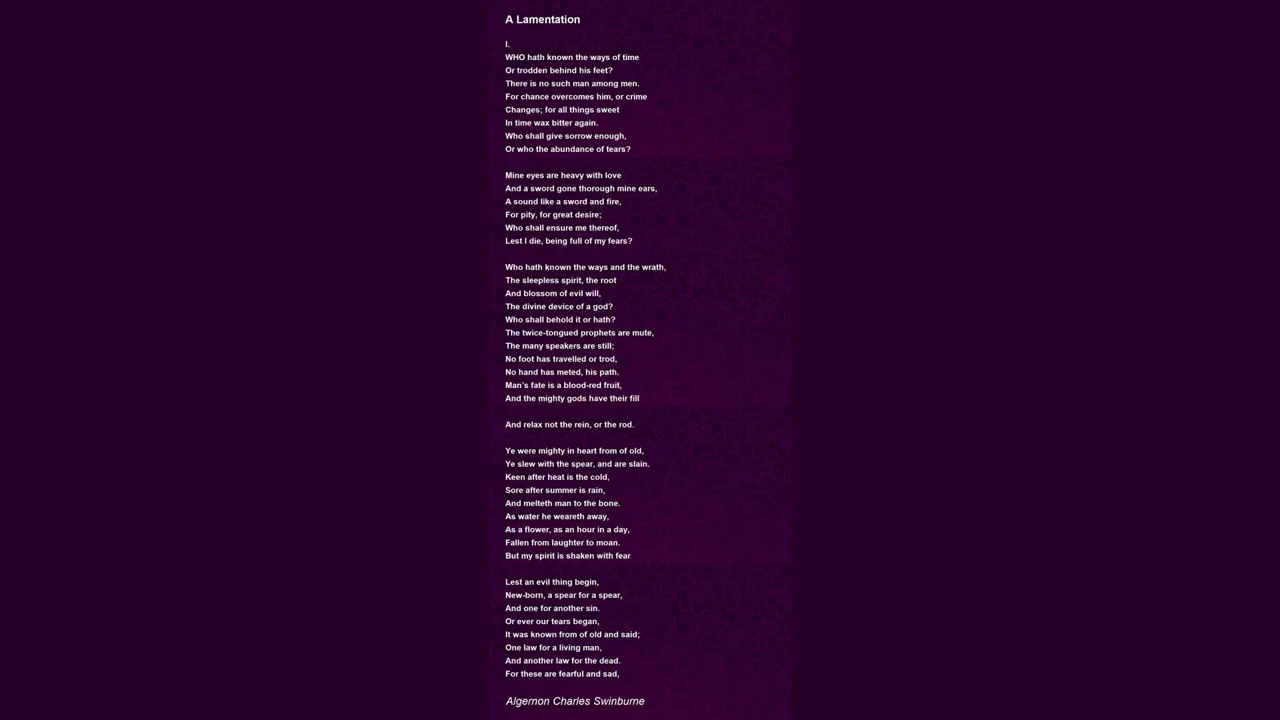 A Lamentation
I.
WHO hath known the ways of time
Or trodden behind his feet?
There is no such man among men.
For chance overcomes him, or crime
Changes; for all things sweet
In time wax bitter again.
Who shall give sorrow enough,
Or who the abundance of tears?
Mine eyes are heavy with love
And a sword gone thorough mine ears,
A sound like a sword and fire,
For pity, for great desire;
Who shall ensure me thereof,
Lest I die, being full of my fears?
Who hath known the ways and the wrath,
The sleepless spirit, the root
And blossom of evil will,
The divine device of a god?
Who shall behold it or hath?
The twice-tongued prophets are mute,
The many speakers are still;
No foot has travelled or trod,
No hand has meted, his path.
Man's fate is a blood-red fruit,
And the mighty gods have their fill
And relax not the rein, or the rod.
Ye were mighty in heart from of old,
Ye slew with the spear, and are slain.
Keen after heat is the cold,
Sore after summer is rain,
And melteth man to the bone.
As water he weareth away,
As a flower, as an hour in a day,
Fallen from laughter to moan.
But my spirit is shaken with fear
Lest an evil thing begin,
New-born, a spear for a spear,
And one for another sin.
Or ever our tears began,
It was known from of old and said;
One law for a living man,
And another law for the dead.
For these are fearful and sad,
Algernon Charles Swinburne